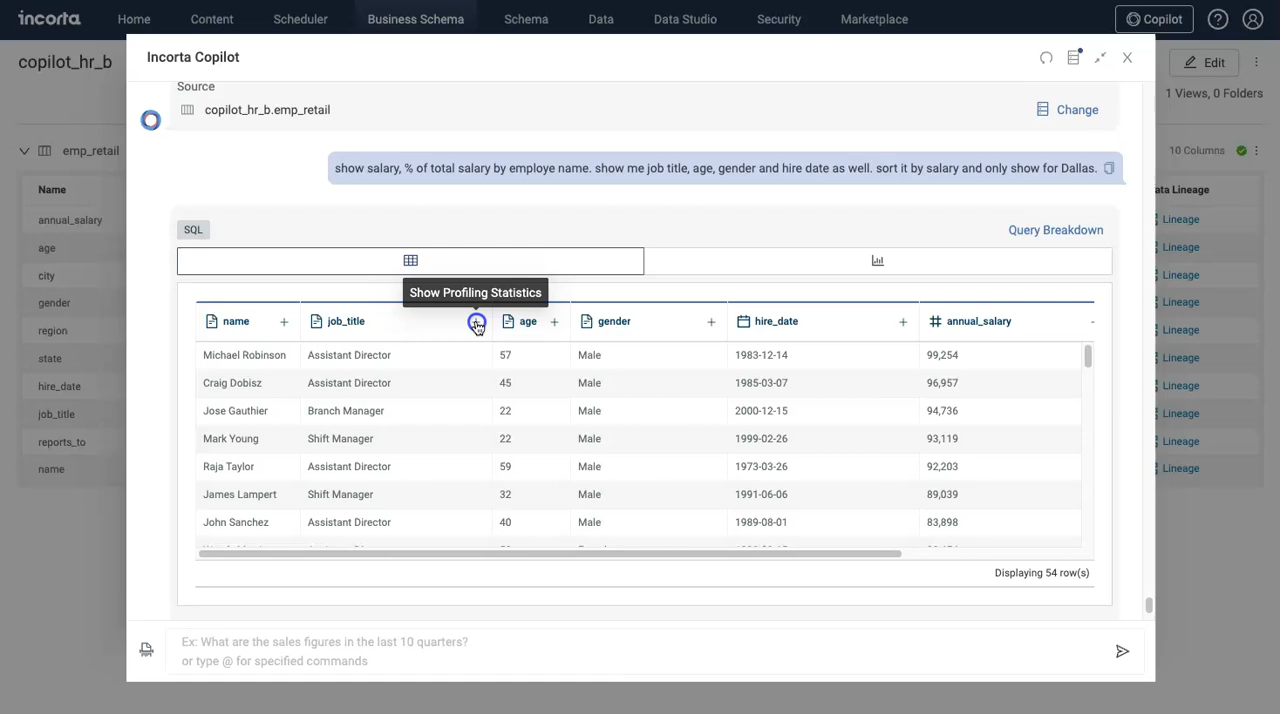 incorta
Home
Content
Scheduler
Business Schema
Schema
Data
Data Studio
Security
Marketplace
Copilot
copilot_hr_b
Edit
1 Views, 0 Folders
emp_retail
10 Columns
Name
ata Lineage
annual_salary
Lineage
age
Lineage
city
Lineage
gender
Lineage
region
Lineage
state
Lineage
hire_date
Lineage
job_title
Lineage
reports_to
Lineage
name
Lineage
Incorta Copilot
Source
copilot_hr_b.emp_retail
Change
show salary, % of total salary by employe name. show me job title, age, gender and hire date as well. sort it by salary and only show for Dallas.
SQL
Query Breakdown
Show Profiling Statistics
name + job_title age + gender + hire_date + annual_salary
Michael Robinson Assistant Director 57 Male 1983-12-14 99,254
Craig Dobisz Assistant Director 45 Male 1985-03-07 96,957
Jose Gauthier Branch Manager 22 Male 2000-12-15 94,736
Mark Young Shift Manager 22 Male 1999-02-26 93,119
Raja Taylor Assistant Director 59 Male 1973-03-26 92,203
James Lampert Shift Manager 32 Male 1991-06-06 89,039
John Sanchez Assistant Director 40 Male 1989-08-01 83,898
Displaying 54 row(s)
Ex: What are the sales figures in the last 10 quarters?
or type @ for specified commands